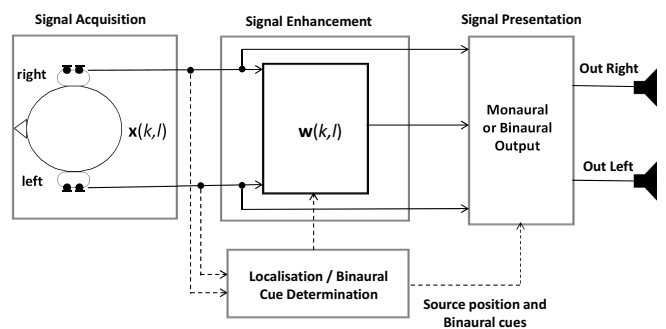 Signal Acquisition
Signal Enhancement
Signal Presentation
right
x(k,l)
left
w(k,l)
Monaural
or Binaural
Output
Out Right
Out Left
Localisation / Binaural
Cue Determination
Source position and
Binaural cues